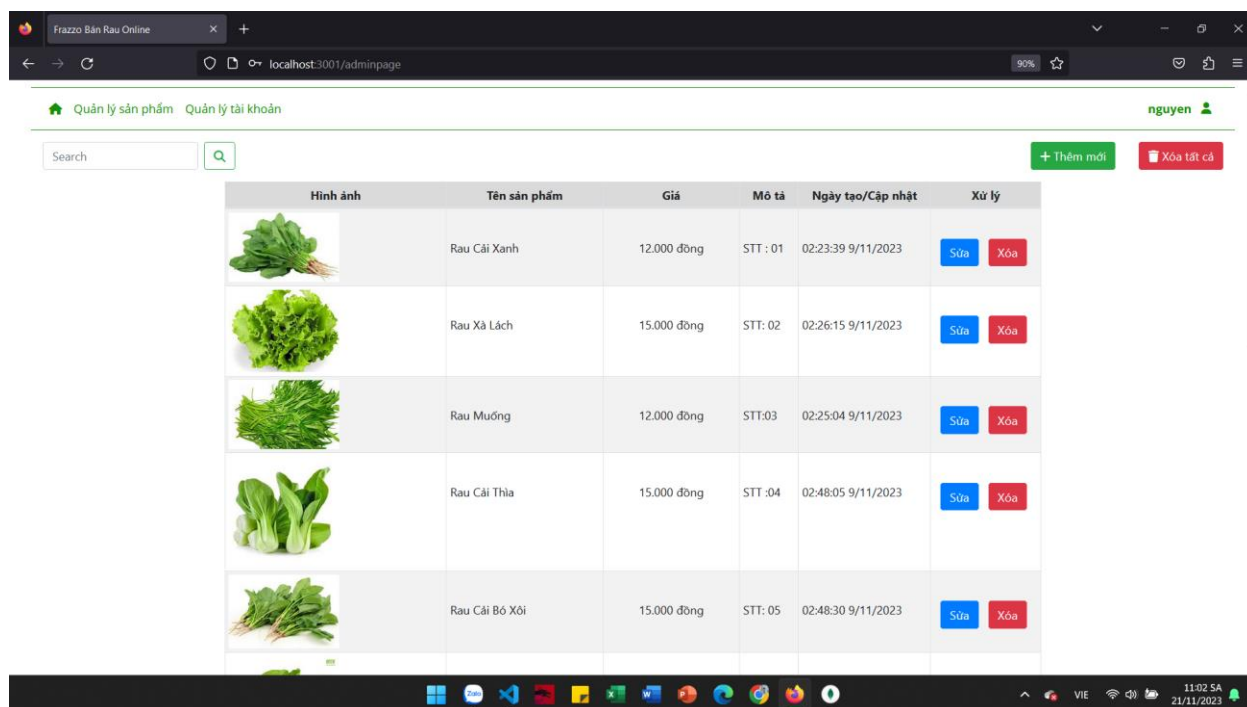 Frazzo Bán Rau Online
localhost:3001/adminpage
90%
Quản lý sản phẩm Quản lý tài khoản
nguyen
Search
Thêm mới
Xóa tất cả
Hình ảnh Tên sản phẩm Giá Mô tả Ngày tạo/Cập nhật Xử lý
Rau Cải Xanh 12.000 đồng STT : 01 02:23:39 9/11/2023 Sửa Xóa
Rau Xà Lách 15.000 đồng STT: 02 02:26:15 9/11/2023 Sửa Xóa
Rau Muống 12.000 đồng STT:03 02:25:04 9/11/2023 Sửa Xóa
Rau Cải Thìa 15.000 đồng STT :04 02:48:05 9/11/2023 Sửa Xóa
Rau Cải Bó Xôi 15.000 đồng STT: 05 02:48:30 9/11/2023 Sửa Xóa
Zalo
VIE
11:02 SA
21/11/2023